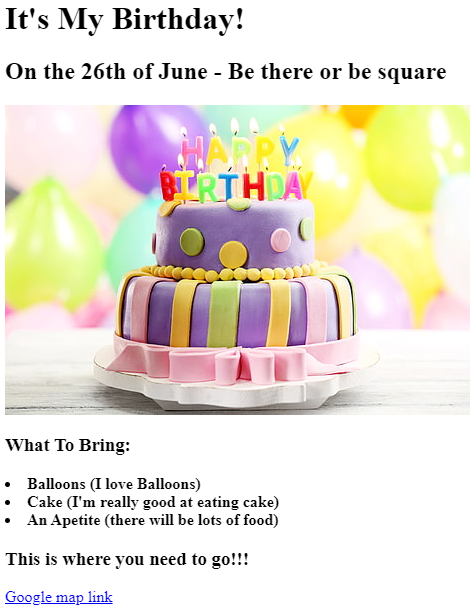 It's My Birthday!
On the 26th of June - Be there or be square
HAPPY
BIRTHDAY
What To Bring:
• Balloons (I love Balloons)
• Cake (I'm really good at eating cake)
• An Apetite (there will be lots of food)
This is where you need to go!!!
Google map link